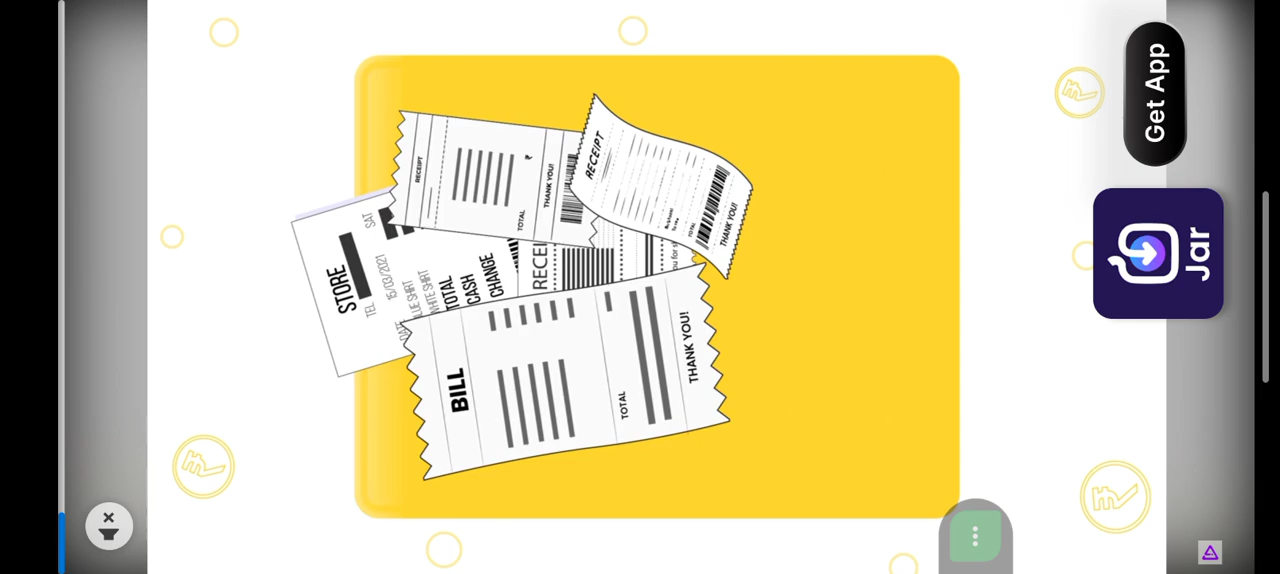 Get App
Jar
RECEIPT
₹
TOTAL
THANK YOU!
RECEIPT
TOTAL
THANK YOU!
STORE
TEL
15/03/2021
SAT
WHITE SHIRT
TOTAL
CASH
CHANGE
RECEI
BILL
TOTAL
THANK YOU!